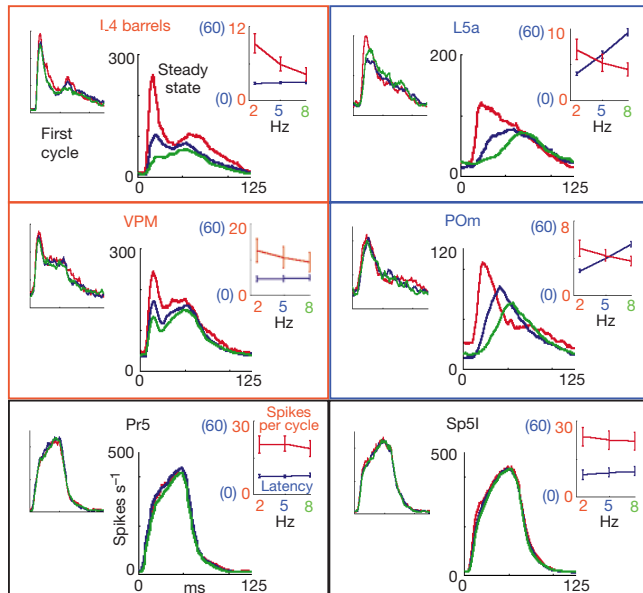 L4 barrels
(60)
12
300
Steady
state
First
cycle
(0)
0
2 5 8
Hz
0
0 125
L5a
(60)
10
200
(0)
0
2 5 8
Hz
0
0 125
VPM
(60)
20
300
(0)
0
2 5 8
Hz
0
0 125
POm
(60)
8
120
(0)
0
2 5 8
Hz
0
0 125
Pr5
(60)
30
Spikes
per cycle
500
Latency
(0)
0
2 5 8
Hz
Spikes s⁻¹
0
0 ms 125
Sp5I
(60)
30
500
(0)
0
2 5 8
Hz
0
0 125